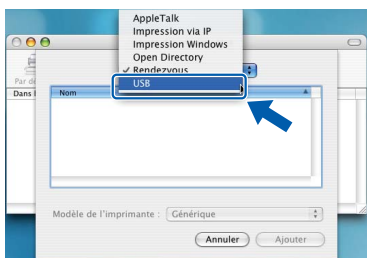 AppleTalk
Impression via IP
Impression Windows
Open Directory
✓ Rendezvous
USB
Par dé
Dans l
Nom
Modèle de l'imprimante : Générique
Annuler Ajouter